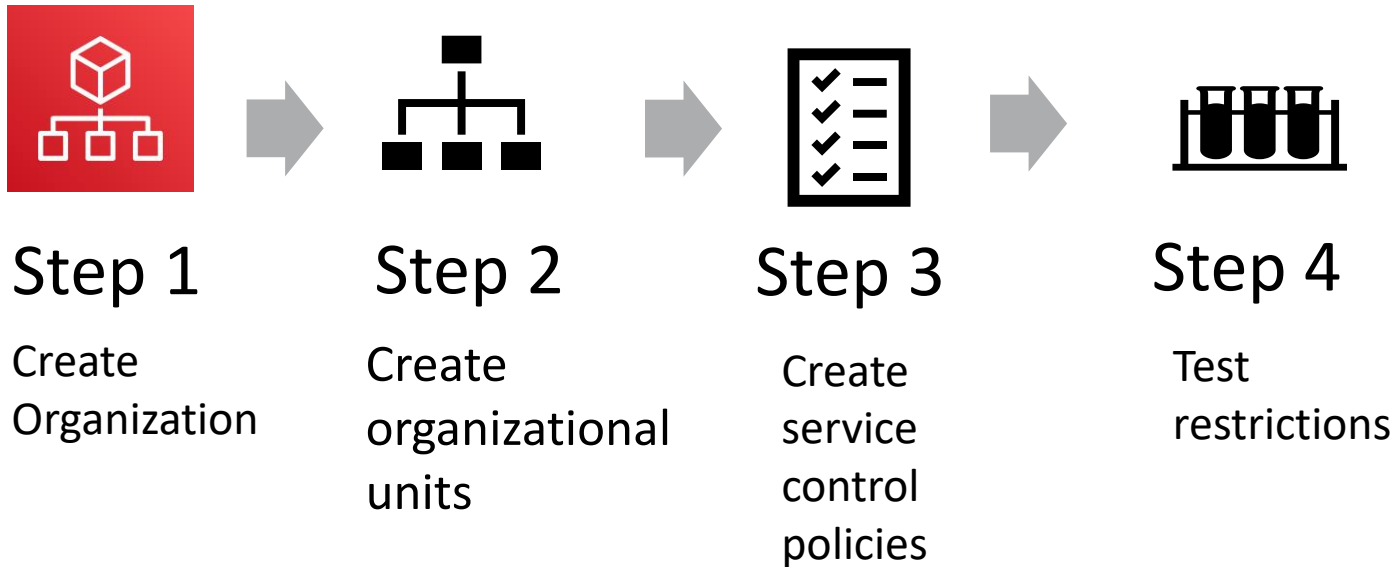 Step 1
Create
Organization
Step 2
Create
organizational
units
Step 3
Create
service
control
policies
Step 4
Test
restrictions